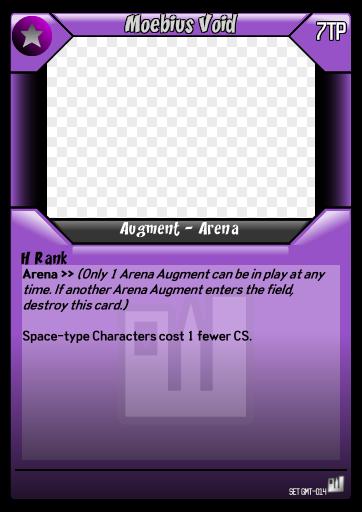 Moebius Void
7TP
Augment - Arena
H Rank
Arena >> (Only 1 Arena Augment can be in play at any
time. If another Arena Augment enters the field,
destroy this card.)
Space-type Characters cost 1 fewer CS.
SET GMT-014